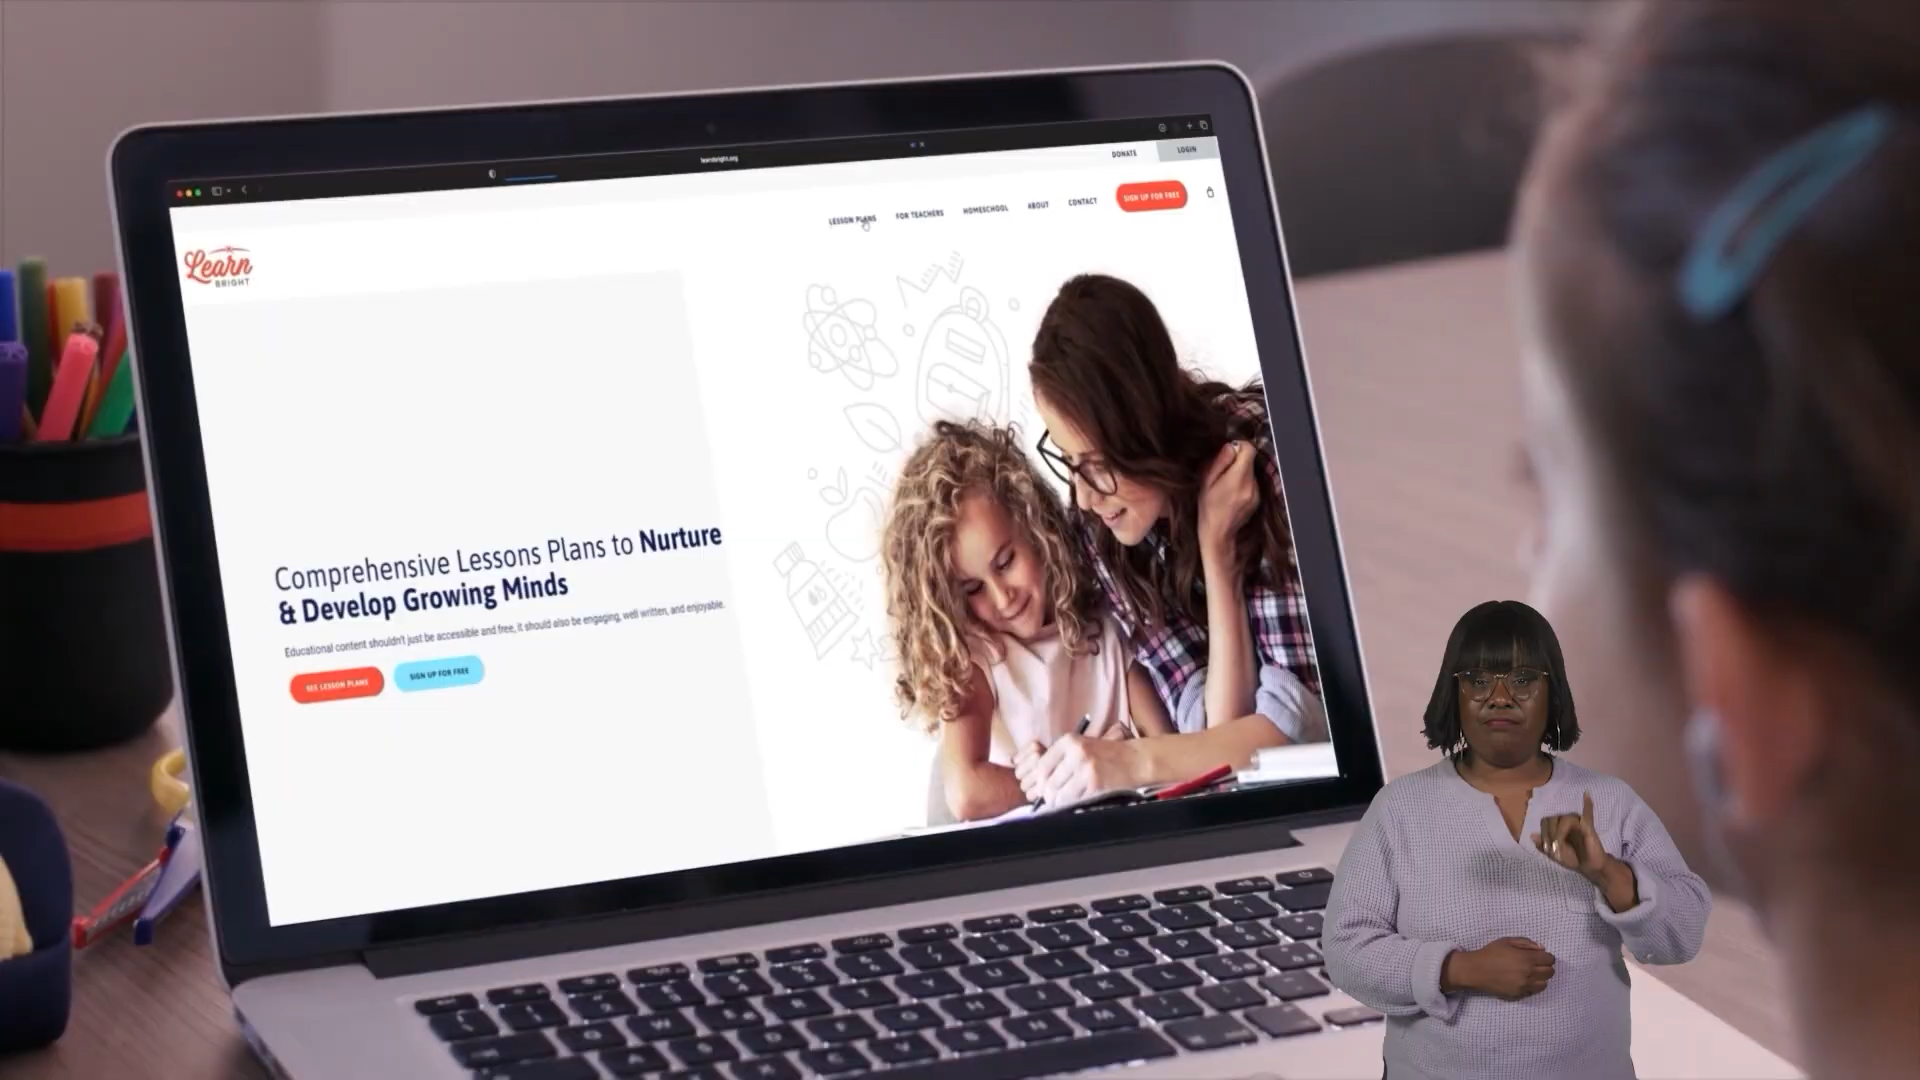 learnbright.org
DONATE
LOGIN
LESSON PLANS
FOR TEACHERS
HOMESCHOOL
ABOUT
CONTACT
SIGN UP FOR FREE
Learn
BRIGHT
Comprehensive Lessons Plans to Nurture
& Develop Growing Minds
Educational content shouldn't just be accessible and free, it should also be engaging, well written, and enjoyable.
SEE LESSON PLANS
SIGN UP FOR FREE